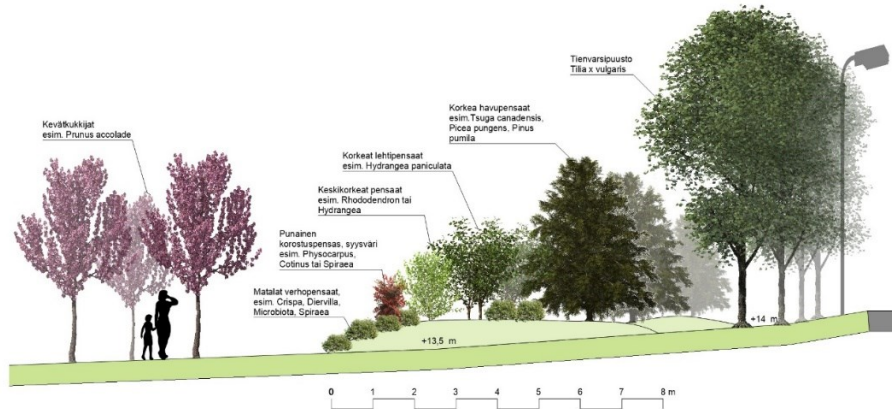 Kevätkukkijat
esim. Prunus accolade
Punainen
korostuspensas, syysväri
esim. Physocarpus,
Cotinus tai Spiraea
Matalat verhopensaat,
esim. Crispa, Diervilla,
Microbiota, Spiraea
Keskikorkeat pensaat
esim. Rhododendron tai
Hydrangea
Korkeat lehtipensaat
esim. Hydrangea paniculata
Korkea havupensaat
esim.Tsuga canadensis,
Picea pungens, Pinus
pumila
Tienvarsipuusto
Tilia x vulgaris
+13,5 m
+14 m
0 1 2 3 4 5 6 7 8 m